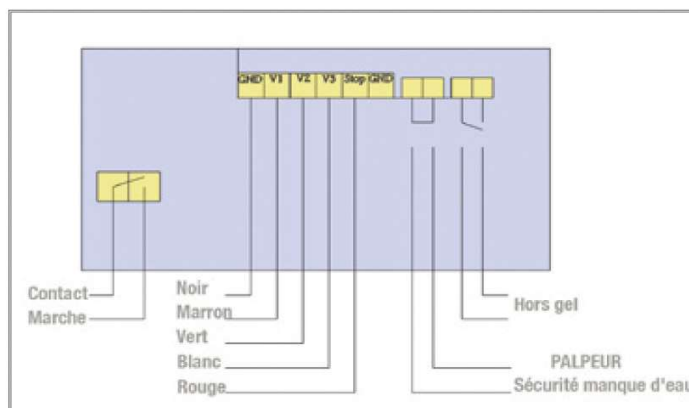 GND V1 V2 V3 Stop GND
Contact
Marche
Noir
Marron
Vert
Blanc
Rouge
Hors gel
PALPEUR
Sécurité manque d'eau